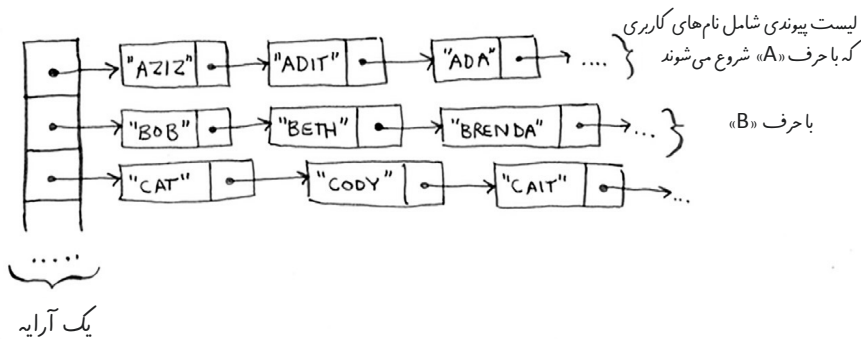 لیست پیوندی شامل نام‌های کاربری
که با حرف «A» شروع می‌شوند
"AZIZ" "ADIT" "ADA" ....
با حرف «B»
"BOB" "BETH" "BRENDA" ...
"CAT" "CODY" "CAIT" ...
.....
یک آرایه